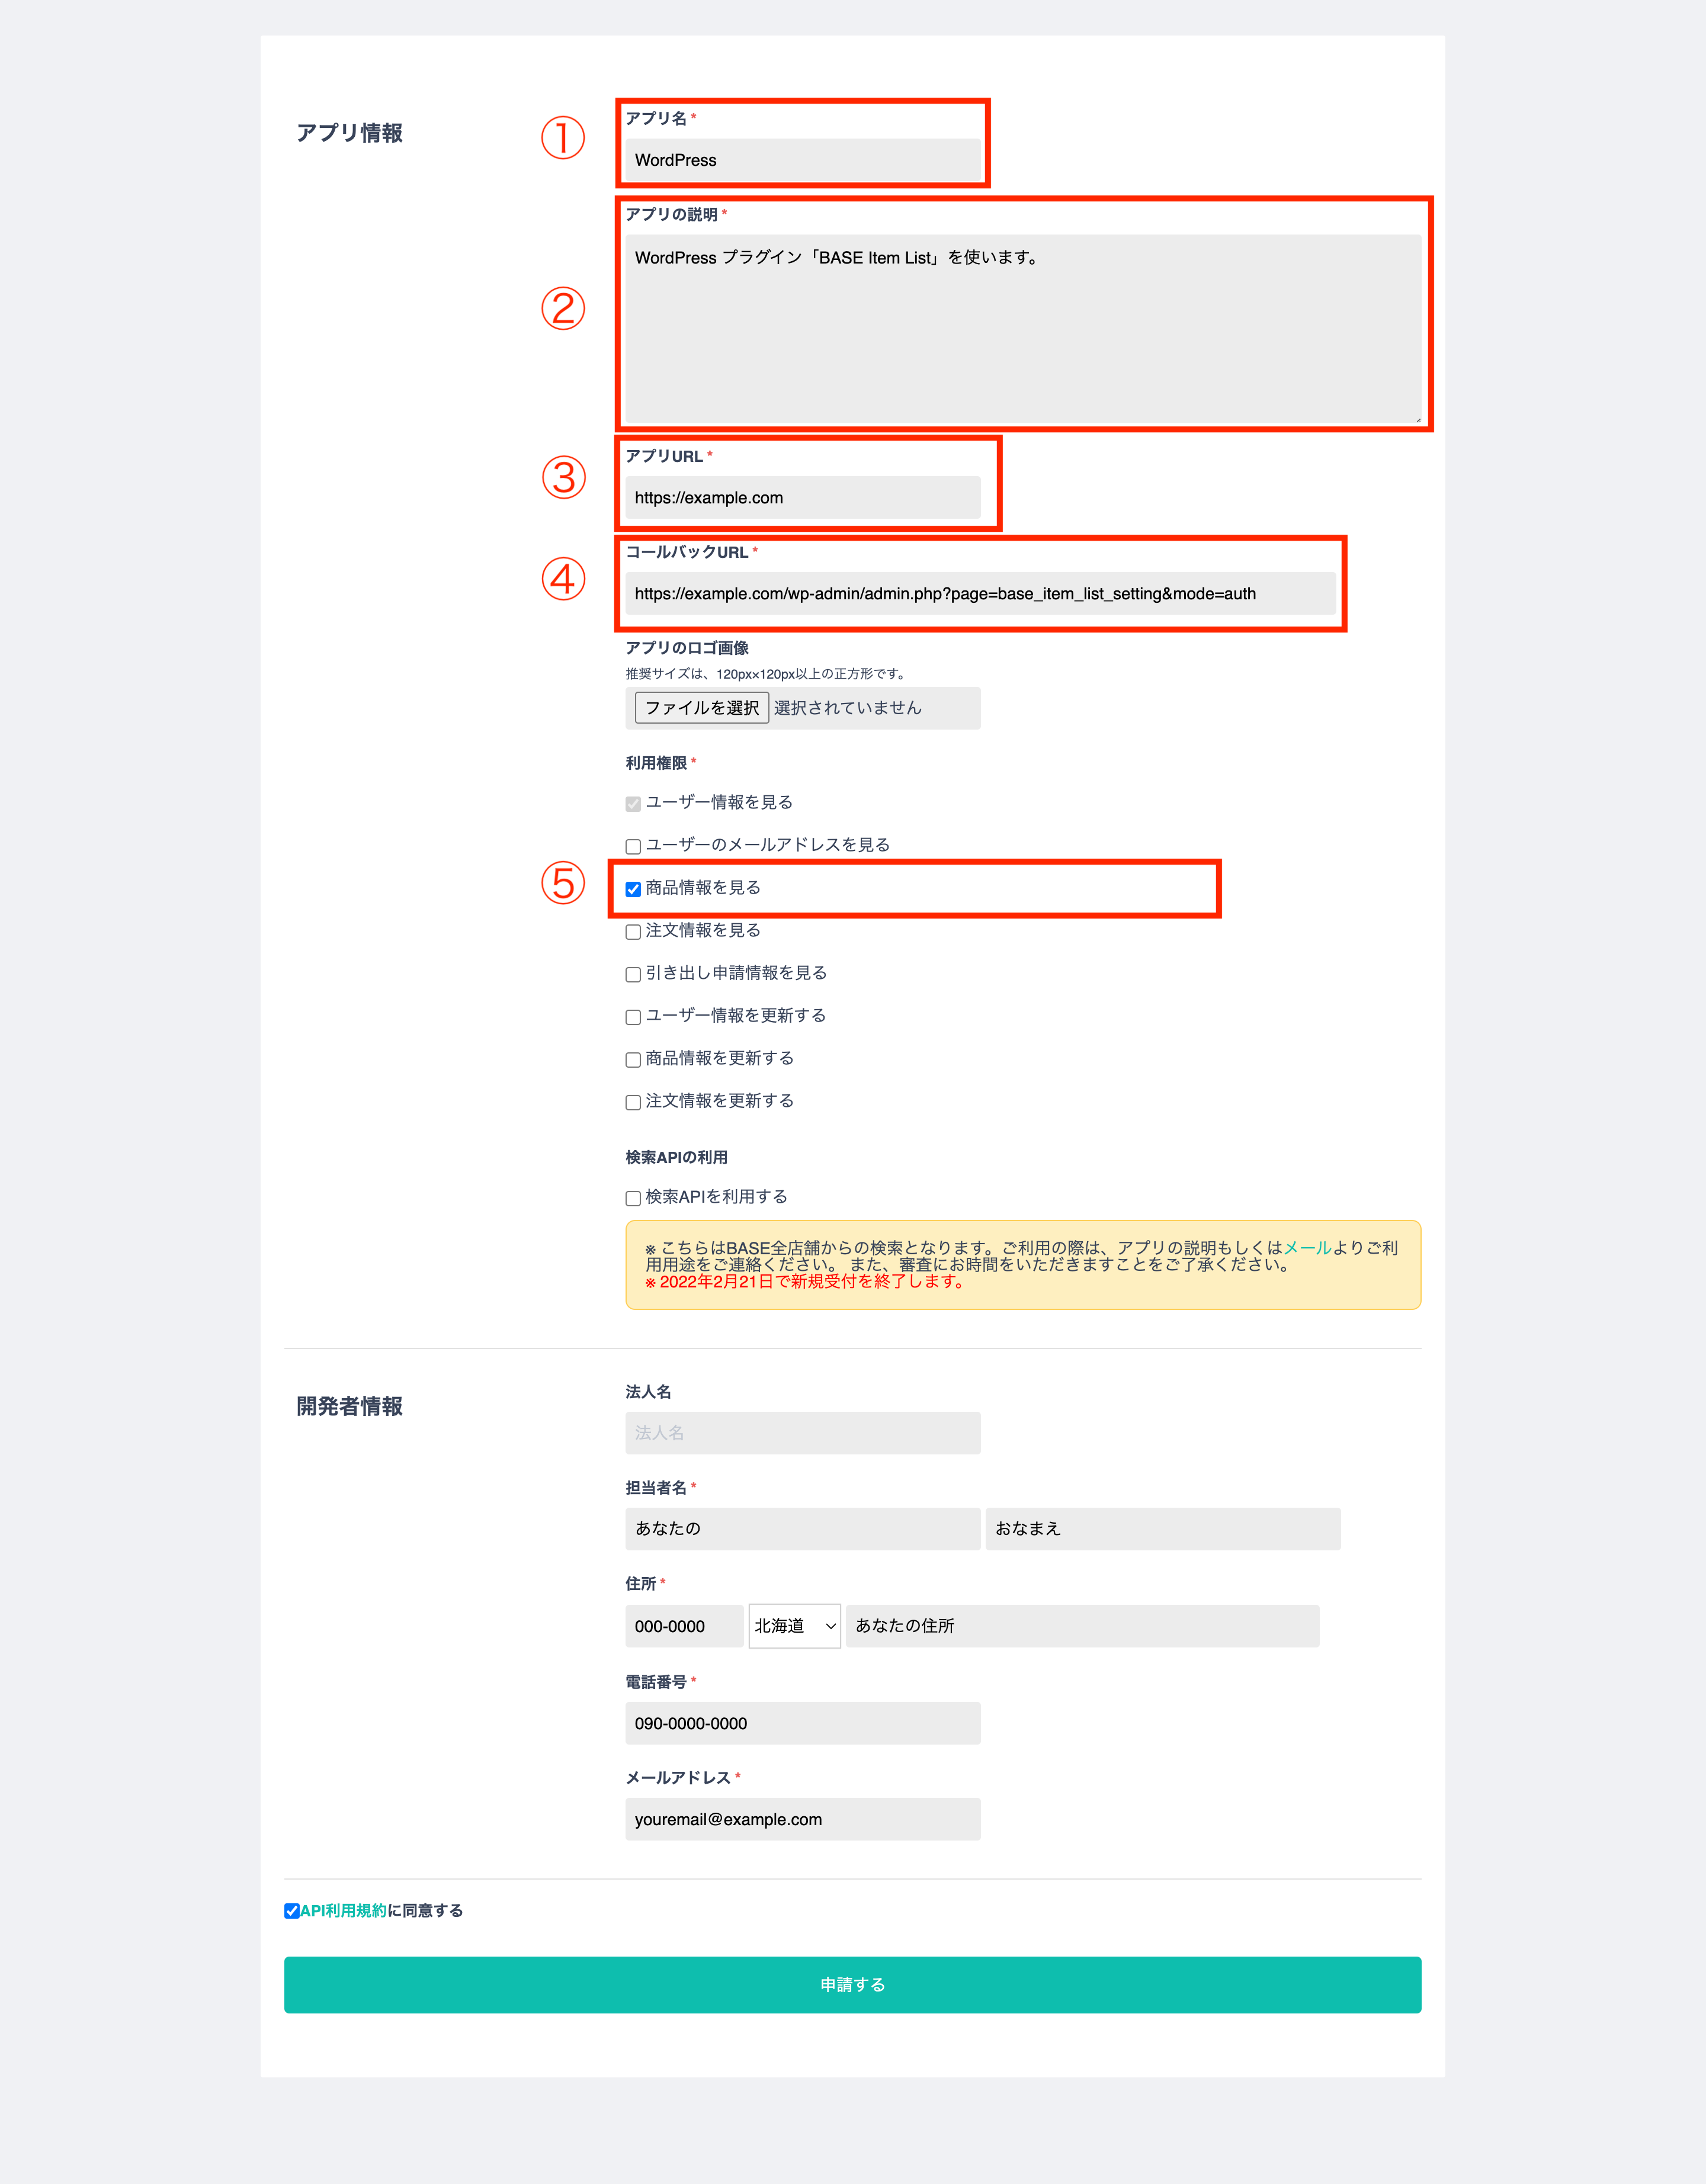 アプリ情報
①
アプリ名 *
WordPress
②
アプリの説明 *
WordPress プラグイン「BASE Item List」を使います。
③
アプリURL *
https://example.com
④
コールバックURL *
https://example.com/wp-admin/admin.php?page=base_item_list_setting&mode=auth
アプリのロゴ画像
推奨サイズは、120px×120px以上の正方形です。
ファイルを選択 選択されていません
利用権限 *
ユーザー情報を見る
ユーザーのメールアドレスを見る
⑤
商品情報を見る
注文情報を見る
引き出し申請情報を見る
ユーザー情報を更新する
商品情報を更新する
注文情報を更新する
検索APIの利用
検索APIを利用する
※ こちらはBASE全店舗からの検索となります。ご利用の際は、アプリの説明もしくはメールよりご利
用用途をご連絡ください。 また、審査にお時間をいただきますことをご了承ください。
※ 2022年2月21日で新規受付を終了します。
開発者情報
法人名
法人名
担当者名 *
あなたの おなまえ
住所 *
000-0000 北海道 あなたの住所
電話番号 *
090-0000-0000
メールアドレス *
youremail@example.com
API利用規約に同意する
申請する